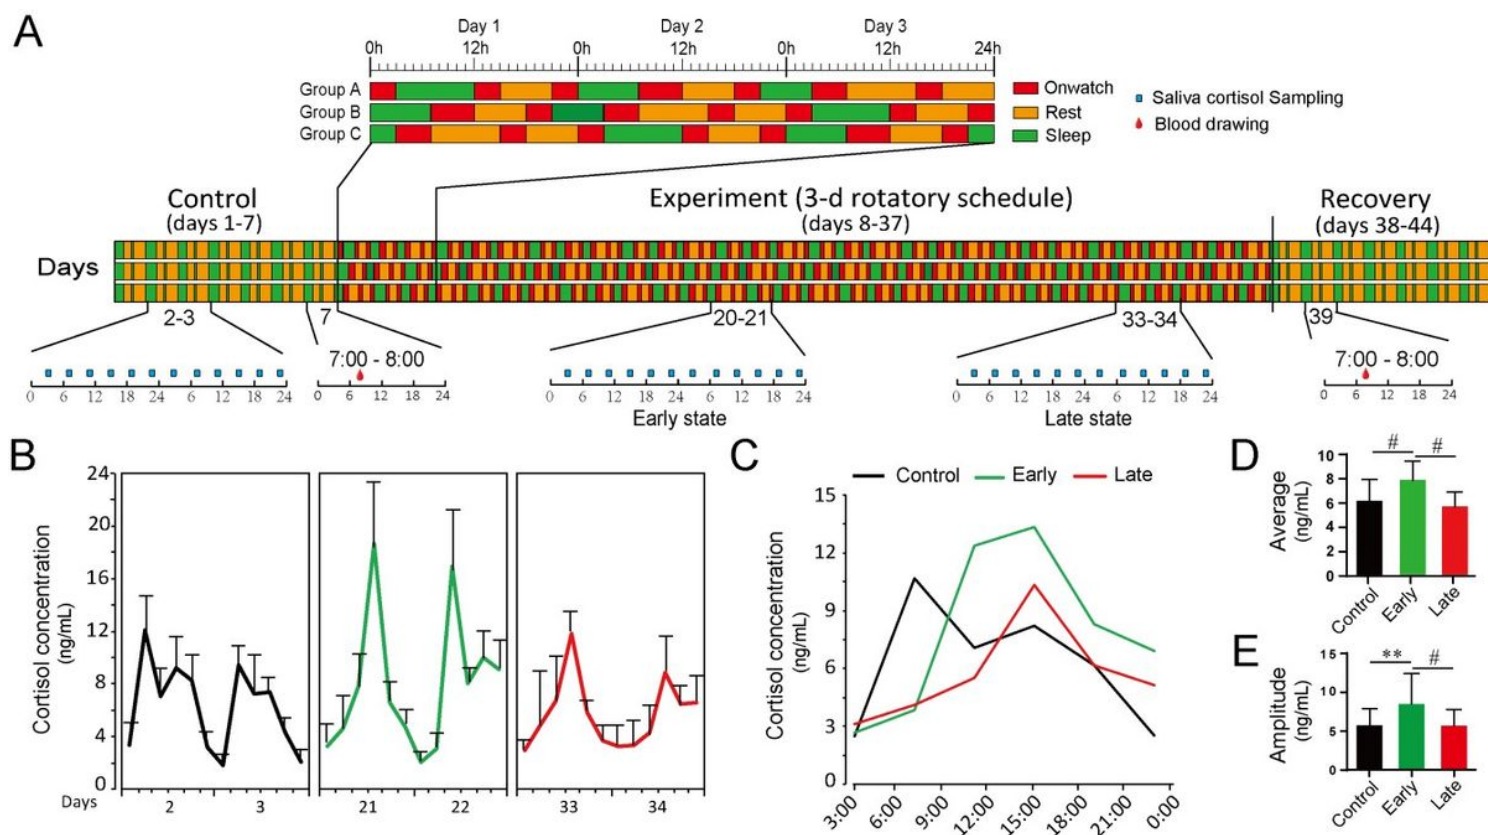 A
Day 1 Day 2 Day 3
0h 12h 0h 12h 0h 12h 24h
Group A
Group B
Group C
Onwatch
Rest
Sleep
Saliva cortisol Sampling
Blood drawing
Control
(days 1-7)
Experiment (3-d rotatory schedule)
(days 8-37)
Recovery
(days 38-44)
Days
2-3 7 20-21 33-34 39
7:00 - 8:00 7:00 - 8:00
0 6 12 18 24 6 12 18 24
0 6 12 18 24
0 6 12 18 24 6 12 18 24
0 6 12 18 24 6 12 18 24
0 6 12 18 24
Early state
Late state
B
Cortisol concentration
(ng/mL)
24
20
16
12
8
4
0
Days 2 3 21 22 33 34
C
Control Early Late
Cortisol concentration
(ng/mL)
15
12
9
6
3
0
3:00 6:00 9:00 12:00 15:00 18:00 21:00 0:00
D
Average
(ng/mL)
# #
10
8
6
4
2
0
Control Early Late
E
Amplitude
(ng/mL)
** #
15
10
5
0
Control Early Late